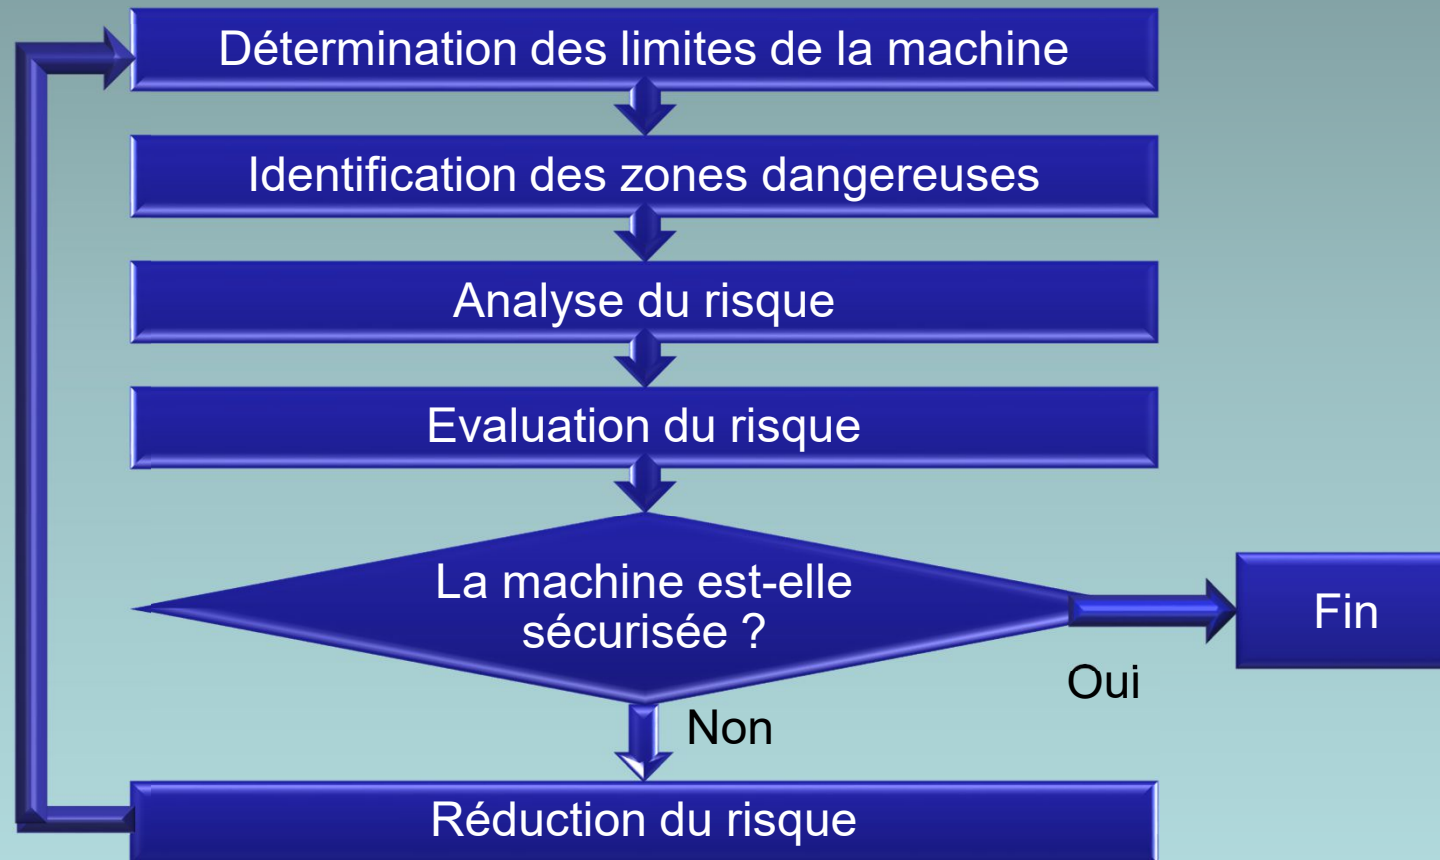 Détermination des limites de la machine
Identification des zones dangereuses
Analyse du risque
Evaluation du risque
La machine est-elle
sécurisée ?
Fin
Oui
Non
Réduction du risque